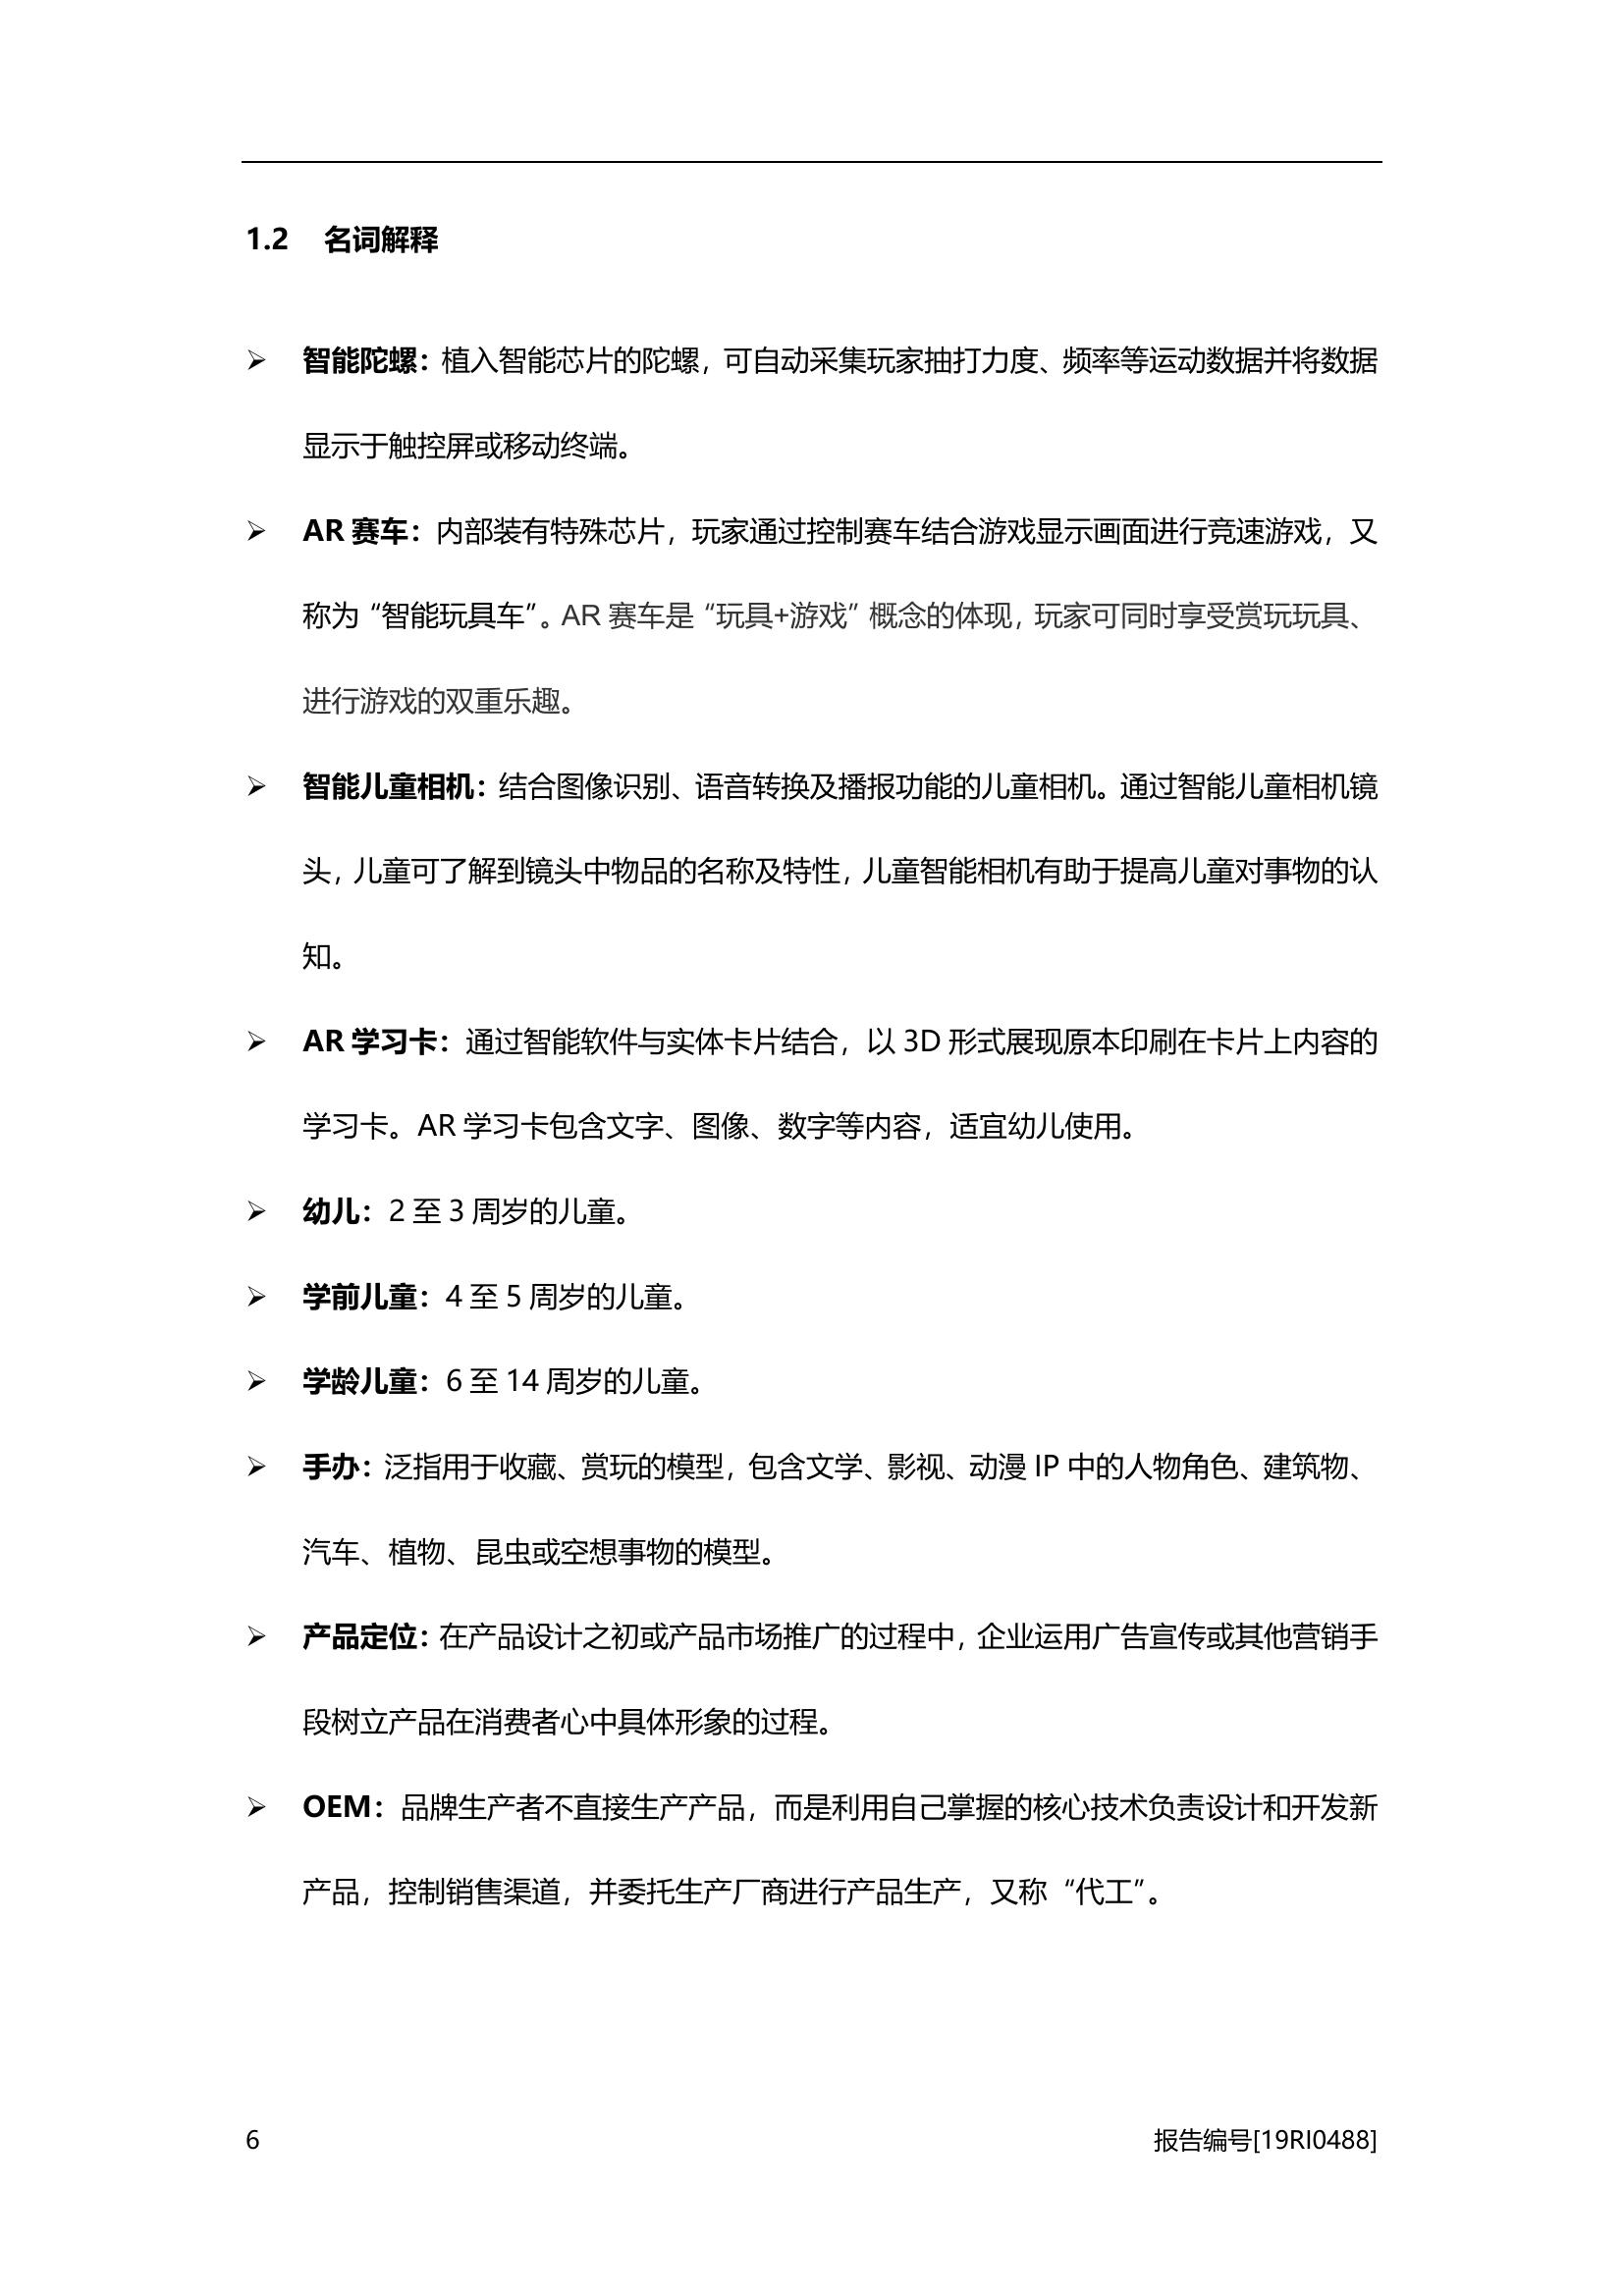 1.2 名词解释
➢ 智能陀螺：植入智能芯片的陀螺，可自动采集玩家抽打力度、频率等运动数据并将数据
显示于触控屏或移动终端。
➢ AR 赛车：内部装有特殊芯片，玩家通过控制赛车结合游戏显示画面进行竞速游戏，又
称为“智能玩具车”。AR 赛车是“玩具+游戏”概念的体现，玩家可同时享受赏玩玩具、
进行游戏的双重乐趣。
➢ 智能儿童相机：结合图像识别、语音转换及播报功能的儿童相机。通过智能儿童相机镜
头，儿童可了解到镜头中物品的名称及特性，儿童智能相机有助于提高儿童对事物的认
知。
➢ AR 学习卡：通过智能软件与实体卡片结合，以 3D 形式展现原本印刷在卡片上内容的
学习卡。AR 学习卡包含文字、图像、数字等内容，适宜幼儿使用。
➢ 幼儿：2 至 3 周岁的儿童。
➢ 学前儿童：4 至 5 周岁的儿童。
➢ 学龄儿童：6 至 14 周岁的儿童。
➢ 手办：泛指用于收藏、赏玩的模型，包含文学、影视、动漫 IP 中的人物角色、建筑物、
汽车、植物、昆虫或空想事物的模型。
➢ 产品定位：在产品设计之初或产品市场推广的过程中，企业运用广告宣传或其他营销手
段树立产品在消费者心中具体形象的过程。
➢ OEM：品牌生产者不直接生产产品，而是利用自己掌握的核心技术负责设计和开发新
产品，控制销售渠道，并委托生产厂商进行产品生产，又称“代工”。
6 报告编号[19RI0488]